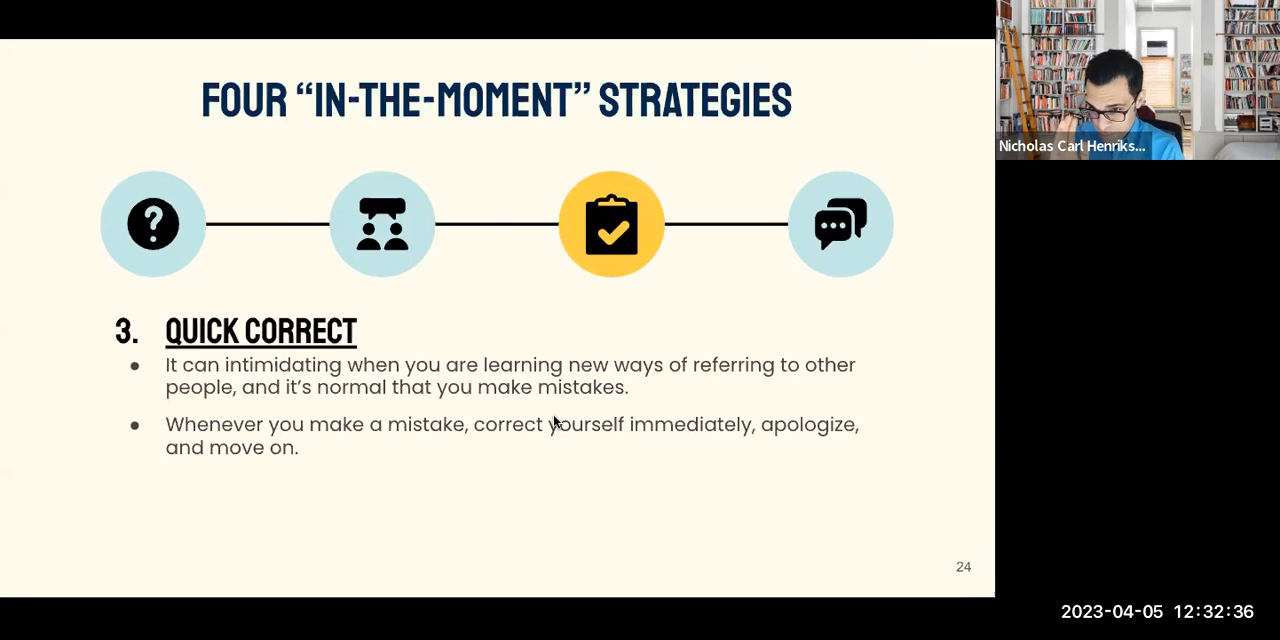 FOUR “IN-THE-MOMENT” STRATEGIES
Nicholas Carl Henriks...
3. QUICK CORRECT
● It can intimidating when you are learning new ways of referring to other
people, and it’s normal that you make mistakes.
● Whenever you make a mistake, correct yourself immediately, apologize,
and move on.
24
2023-04-05 12:32:36